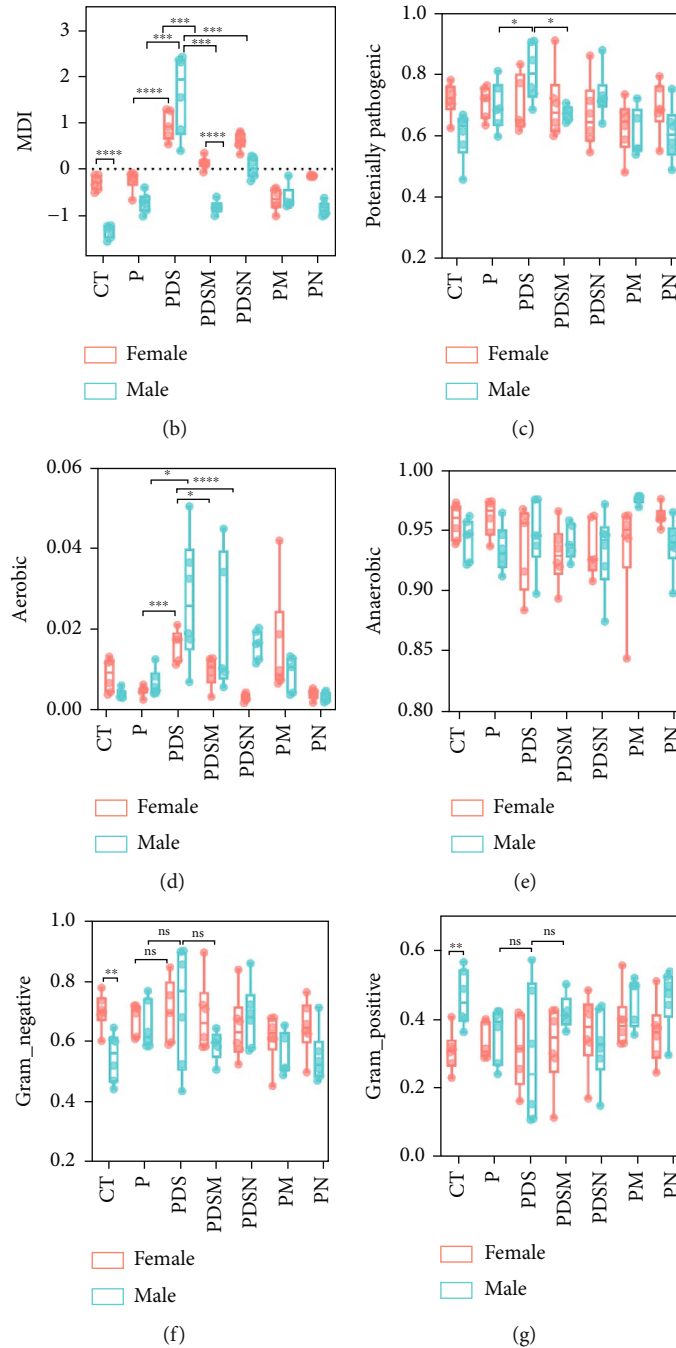 MDI
3
2
1
0
−1
***
***
***
***
****
****
****
CT
P
PDS
PDSM
PDSN
PM
PN
Female
Male
(b)
Potenially pathogenic
1.0
0.8
0.6
0.4
0.2
*
*
CT
P
PDS
PDSM
PDSN
PM
PN
Female
Male
(c)
Aerobic
0.06
0.04
0.02
0.00
*
****
*
***
CT
P
PDS
PDSM
PDSN
PM
PN
Female
Male
(d)
Anaerobic
1.00
0.95
0.90
0.85
0.80
CT
P
PDS
PDSM
PDSN
PM
PN
Female
Male
(e)
Gram_negative
1.0
0.8
0.6
0.4
0.2
**
ns
ns
ns
CT
P
PDS
PDSM
PDSN
PM
PN
Female
Male
(f)
Gram_positive
0.6
0.4
0.2
0.0
**
ns
ns
CT
P
PDS
PDSM
PDSN
PM
PN
Female
Male
(g)